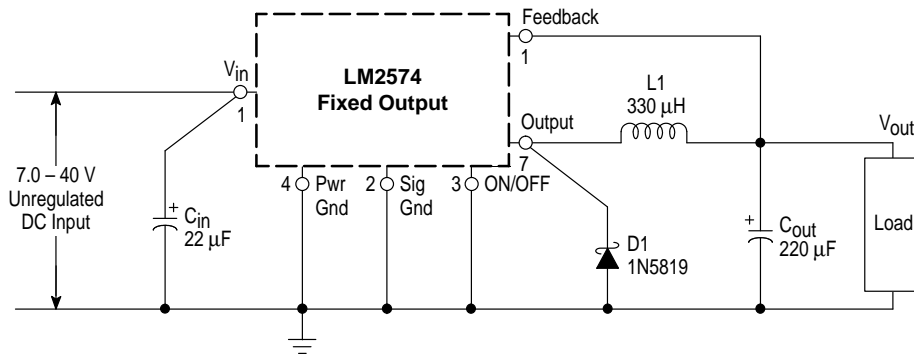 Feedback
1
LM2574
Fixed Output
V_in
1
L1
330 µH
Output
7
V_out
7.0 – 40 V
Unregulated
DC Input
4 Pwr
Gnd
2 Sig
Gnd
3 ON/OFF
+
C_in
22 µF
D1
1N5819
+
C_out
220 µF
Load